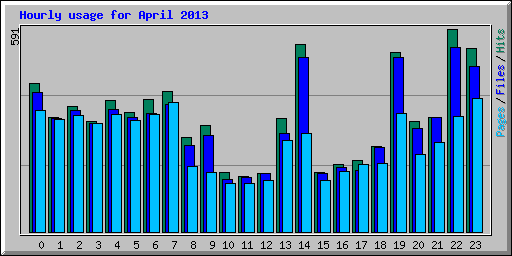 Hourly usage for April 2013
591
Pages / Files / Hits
0 1 2 3 4 5 6 7 8 9 10 11 12 13 14 15 16 17 18 19 20 21 22 23